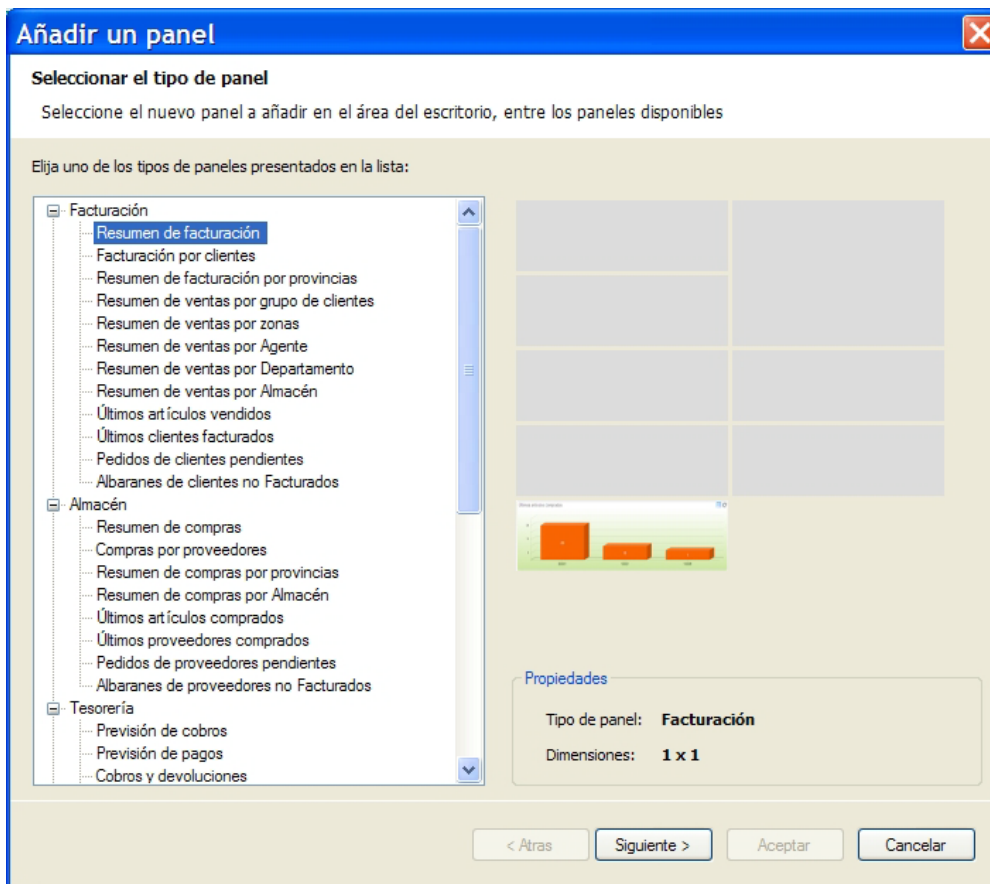 Añadir un panel
Seleccionar el tipo de panel
Seleccione el nuevo panel a añadir en el área del escritorio, entre los paneles disponibles
Elija uno de los tipos de paneles presentados en la lista:
Facturación
Resumen de facturación
Facturación por clientes
Resumen de facturación por provincias
Resumen de ventas por grupo de clientes
Resumen de ventas por zonas
Resumen de ventas por Agente
Resumen de ventas por Departamento
Resumen de ventas por Almacén
Últimos artículos vendidos
Últimos clientes facturados
Pedidos de clientes pendientes
Albaranes de clientes no Facturados
Almacén
Resumen de compras
Compras por proveedores
Resumen de compras por provincias
Resumen de compras por Almacén
Últimos artículos comprados
Últimos proveedores comprados
Pedidos de proveedores pendientes
Albaranes de proveedores no Facturados
Tesorería
Previsión de cobros
Previsión de pagos
Cobros y devoluciones
Propiedades
Tipo de panel: Facturación
Dimensiones: 1 x 1
< Atras
Siguiente >
Aceptar
Cancelar